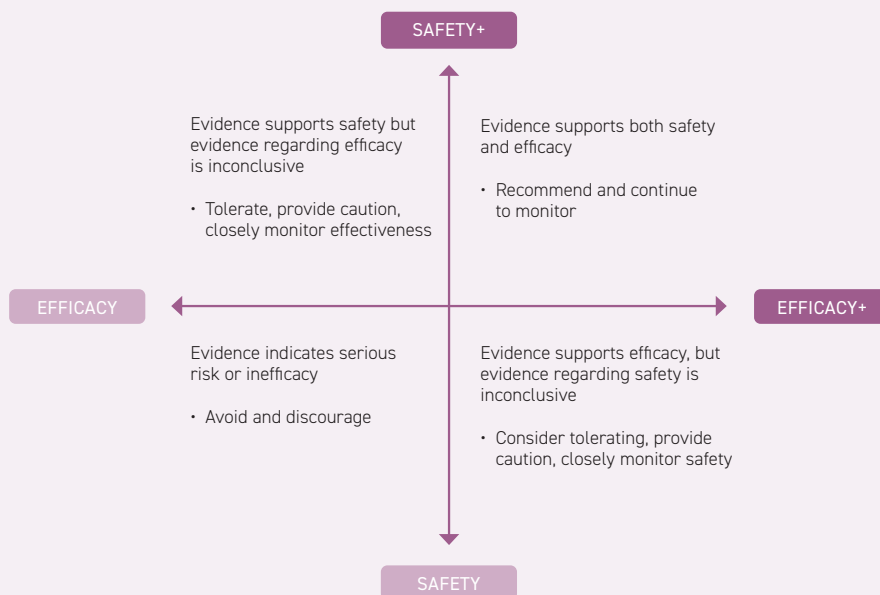 SAFETY+
Evidence supports safety but
evidence regarding efficacy
is inconclusive
• Tolerate, provide caution,
closely monitor effectiveness
Evidence supports both safety
and efficacy
• Recommend and continue
to monitor
EFFICACY
EFFICACY+
Evidence indicates serious
risk or inefficacy
• Avoid and discourage
Evidence supports efficacy, but
evidence regarding safety is
inconclusive
• Consider tolerating, provide
caution, closely monitor safety
SAFETY